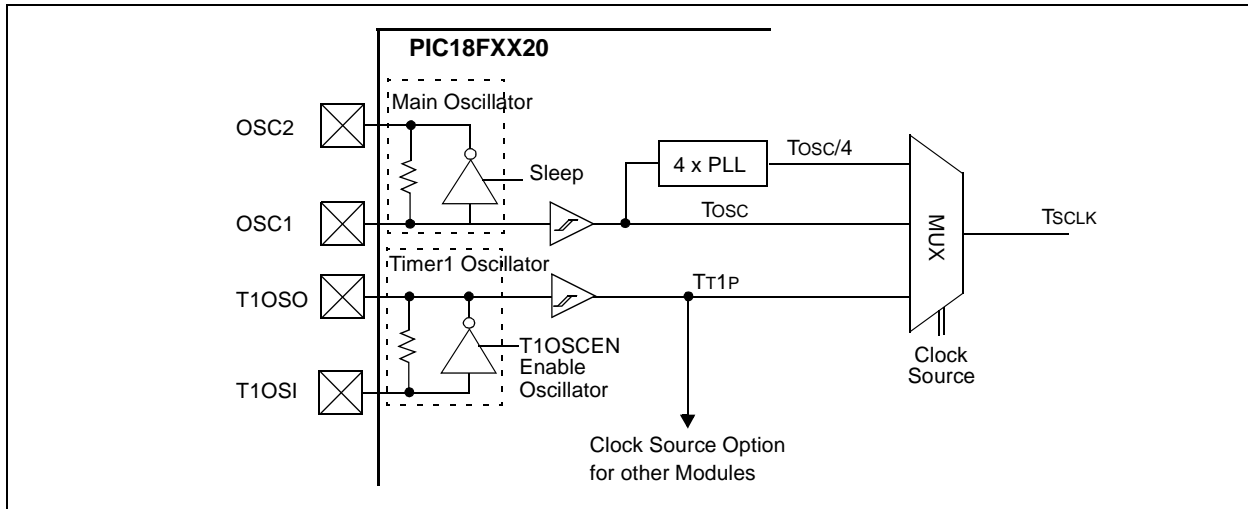 PIC18FXX20
Main Oscillator
OSC2
Sleep
4 x PLL
TOSC/4
OSC1
TOSC
MUX
TSCLK
Timer1 Oscillator
T1OSO
TT1P
T1OSCEN
Enable
Oscillator
T1OSI
Clock
Source
Clock Source Option
for other Modules